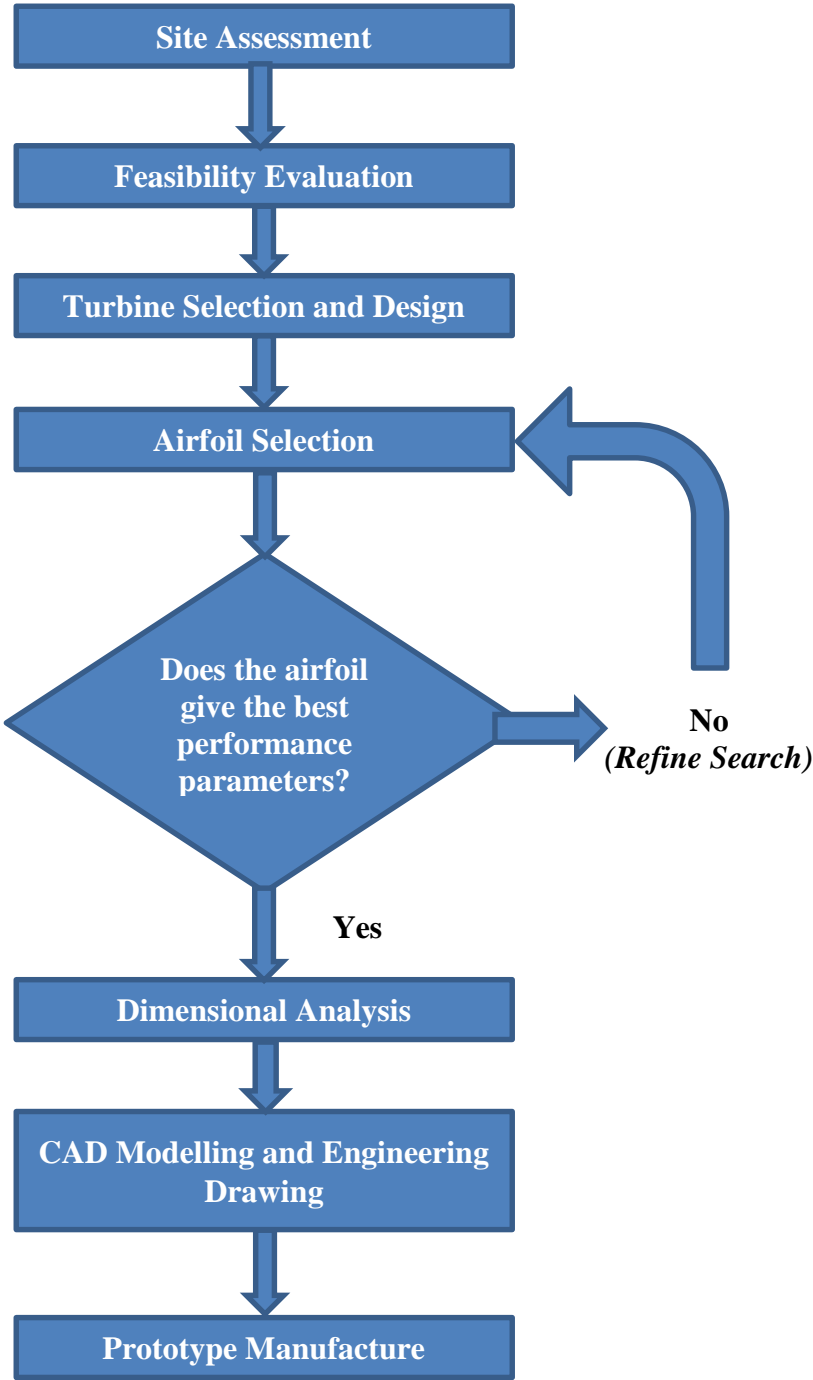 Site Assessment
Feasibility Evaluation
Turbine Selection and Design
Airfoil Selection
Does the airfoil
give the best
performance
parameters?
No
(Refine Search)
Yes
Dimensional Analysis
CAD Modelling and Engineering
Drawing
Prototype Manufacture